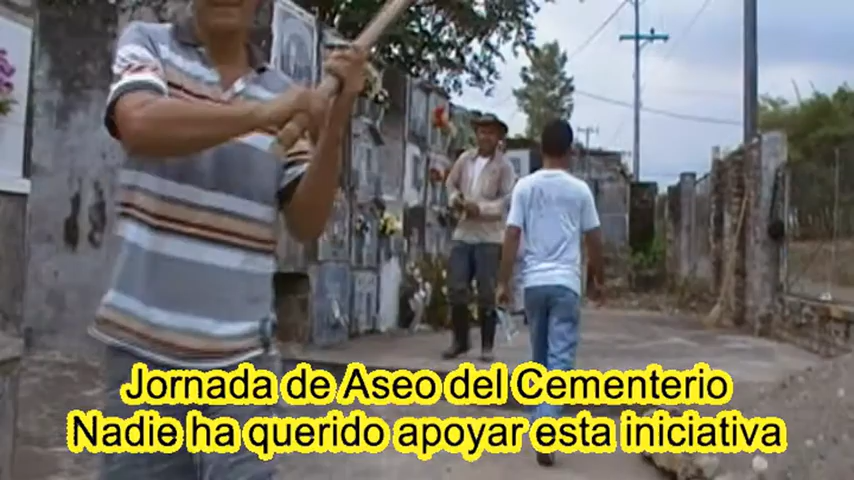 Jornada de Aseo del Cementerio
Nadie ha querido apoyar esta iniciativa